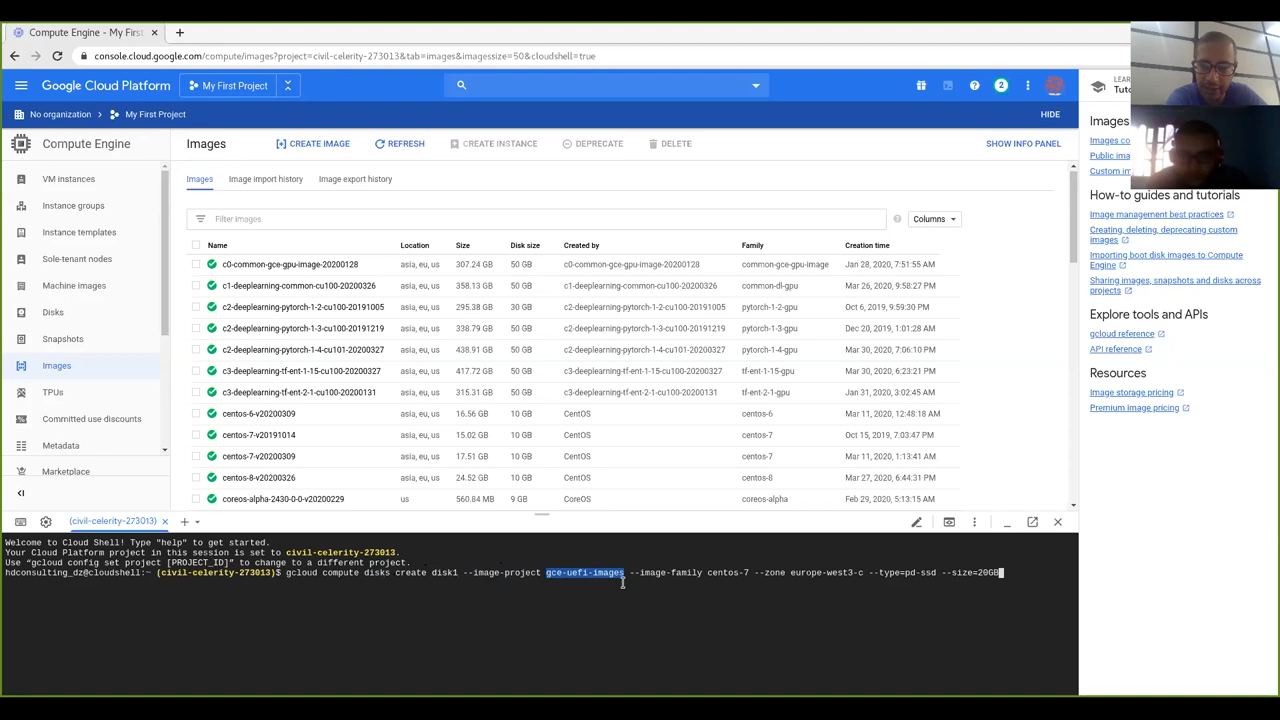 Compute Engine - My First
console.cloud.google.com/compute/images?project=civil-celerity-273013&tab=images&imagessize=50&cloudshell=true
Google Cloud Platform
My First Project
2
No organization
My First Project
HIDE
Compute Engine
Images
CREATE IMAGE
REFRESH
CREATE INSTANCE
DEPRECATE
DELETE
SHOW INFO PANEL
VM instances
Instance groups
Instance templates
Sole-tenant nodes
Machine images
Disks
Snapshots
Images
TPUs
Committed use discounts
Metadata
Marketplace
Images
Image import history
Image export history
Filter images
Columns
Name Location Size Disk size Created by Family Creation time
c0-common-gce-gpu-image-20200128 asia, eu, us 307.24 GB 50 GB c0-common-gce-gpu-image-20200128 common-gce-gpu-image Jan 28, 2020, 7:51:55 AM
c1-deeplearning-common-cu100-20200326 asia, eu, us 358.13 GB 50 GB c1-deeplearning-common-cu100-20200326 common-dl-gpu Mar 26, 2020, 9:58:27 PM
c2-deeplearning-pytorch-1-2-cu100-20191005 asia, eu, us 295.38 GB 30 GB c2-deeplearning-pytorch-1-2-cu100-20191005 pytorch-1-2-gpu Oct 6, 2019, 9:59:30 PM
c2-deeplearning-pytorch-1-3-cu100-20191219 asia, eu, us 338.79 GB 50 GB c2-deeplearning-pytorch-1-3-cu100-20191219 pytorch-1-3-gpu Dec 20, 2019, 1:01:28 AM
c2-deeplearning-pytorch-1-4-cu101-20200327 asia, eu, us 438.91 GB 50 GB c2-deeplearning-pytorch-1-4-cu101-20200327 pytorch-1-4-gpu Mar 30, 2020, 7:06:10 PM
c3-deeplearning-tf-ent-1-15-cu100-20200327 asia, eu, us 417.72 GB 50 GB c3-deeplearning-tf-ent-1-15-cu100-20200327 tf-ent-1-15-gpu Mar 30, 2020, 6:23:21 PM
c3-deeplearning-tf-ent-2-1-cu100-20200131 asia, eu, us 315.31 GB 50 GB c3-deeplearning-tf-ent-2-1-cu100-20200131 tf-ent-2-1-gpu Jan 31, 2020, 3:02:45 AM
centos-6-v20200309 asia, eu, us 16.56 GB 10 GB CentOS centos-6 Mar 11, 2020, 12:48:18 AM
centos-7-v20191014 asia, eu, us 15.02 GB 10 GB CentOS centos-7 Oct 15, 2019, 7:03:47 PM
centos-7-v20200309 asia, eu, us 17.51 GB 10 GB CentOS centos-7 Mar 11, 2020, 1:13:41 AM
centos-8-v20200326 asia, eu, us 24.52 GB 10 GB CentOS centos-8 Mar 27, 2020, 6:44:31 PM
coreos-alpha-2430-0-0-v20200229 us 560.84 MB 9 GB CoreOS coreos-alpha Feb 29, 2020, 5:13:15 AM
LEAR
Tuto
Images
Images co
Public ima
Custom im
How-to guides and tutorials
Image management best practices
Creating, deleting, deprecating custom
images
Importing boot disk images to Compute
Engine
Sharing images, snapshots and disks across
projects
Explore tools and APIs
gcloud reference
API reference
Resources
Image storage pricing
Premium image pricing
(civil-celerity-273013)
Welcome to Cloud Shell! Type "help" to get started.
Your Cloud Platform project in this session is set to civil-celerity-273013.
Use “gcloud config set project [PROJECT_ID]” to change to a different project.
hdconsulting_dz@cloudshell:~ (civil-celerity-273013)$ gcloud compute disks create disk1 --image-project gce-uefi-images --image-family centos-7 --zone europe-west3-c --type=pd-ssd --size=20GB